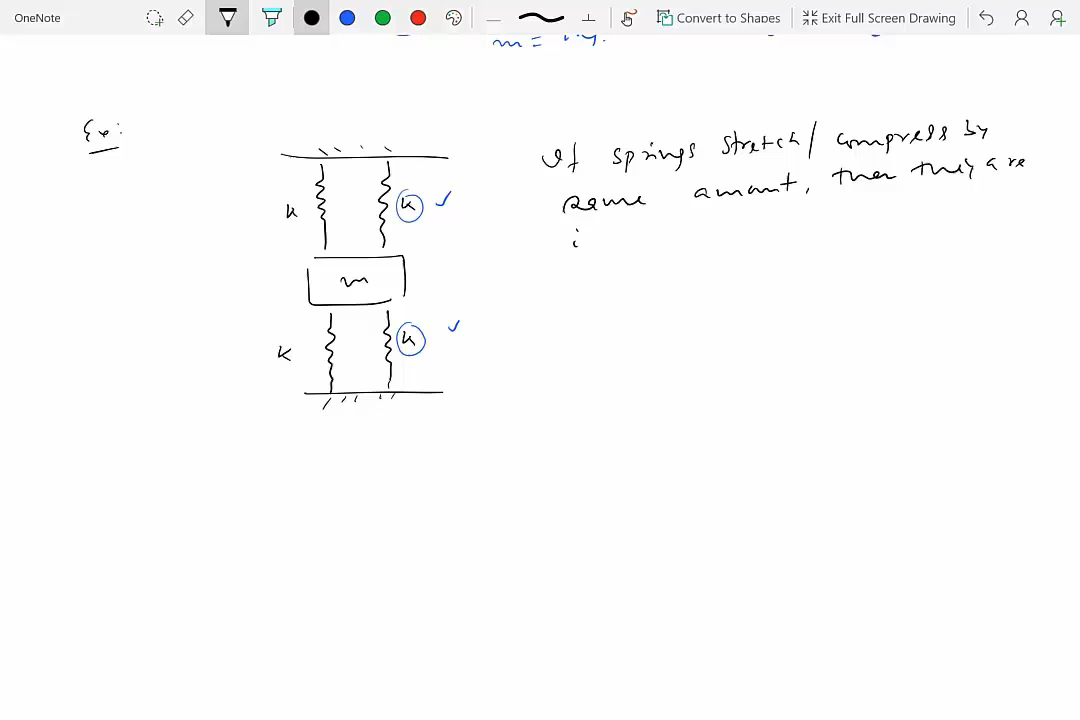 OneNote
Convert to Shapes
Exit Full Screen Drawing
m =
Ex:
If springs stretch/compress by
same amount, then they are
i
k
k
m
k
k